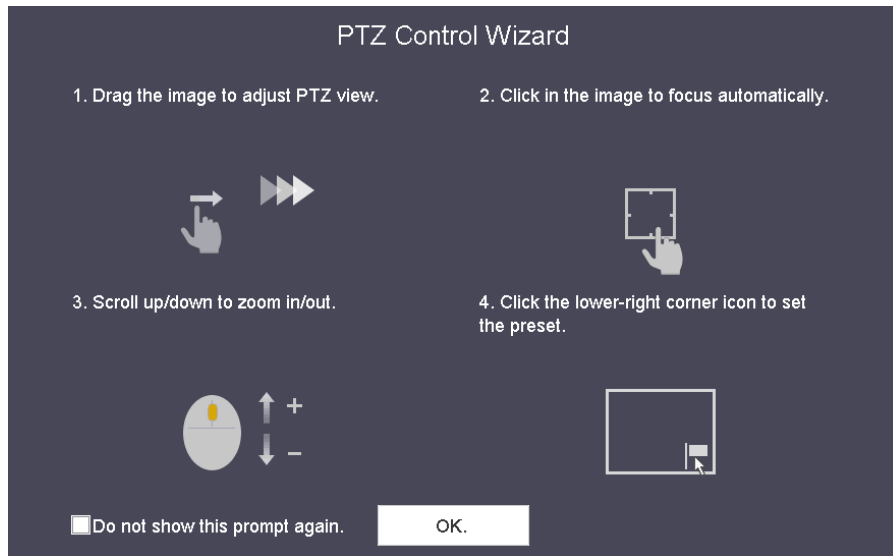 PTZ Control Wizard
1. Drag the image to adjust PTZ view.
2. Click in the image to focus automatically.
3. Scroll up/down to zoom in/out.
4. Click the lower-right corner icon to set
the preset.
Do not show this prompt again.
OK.